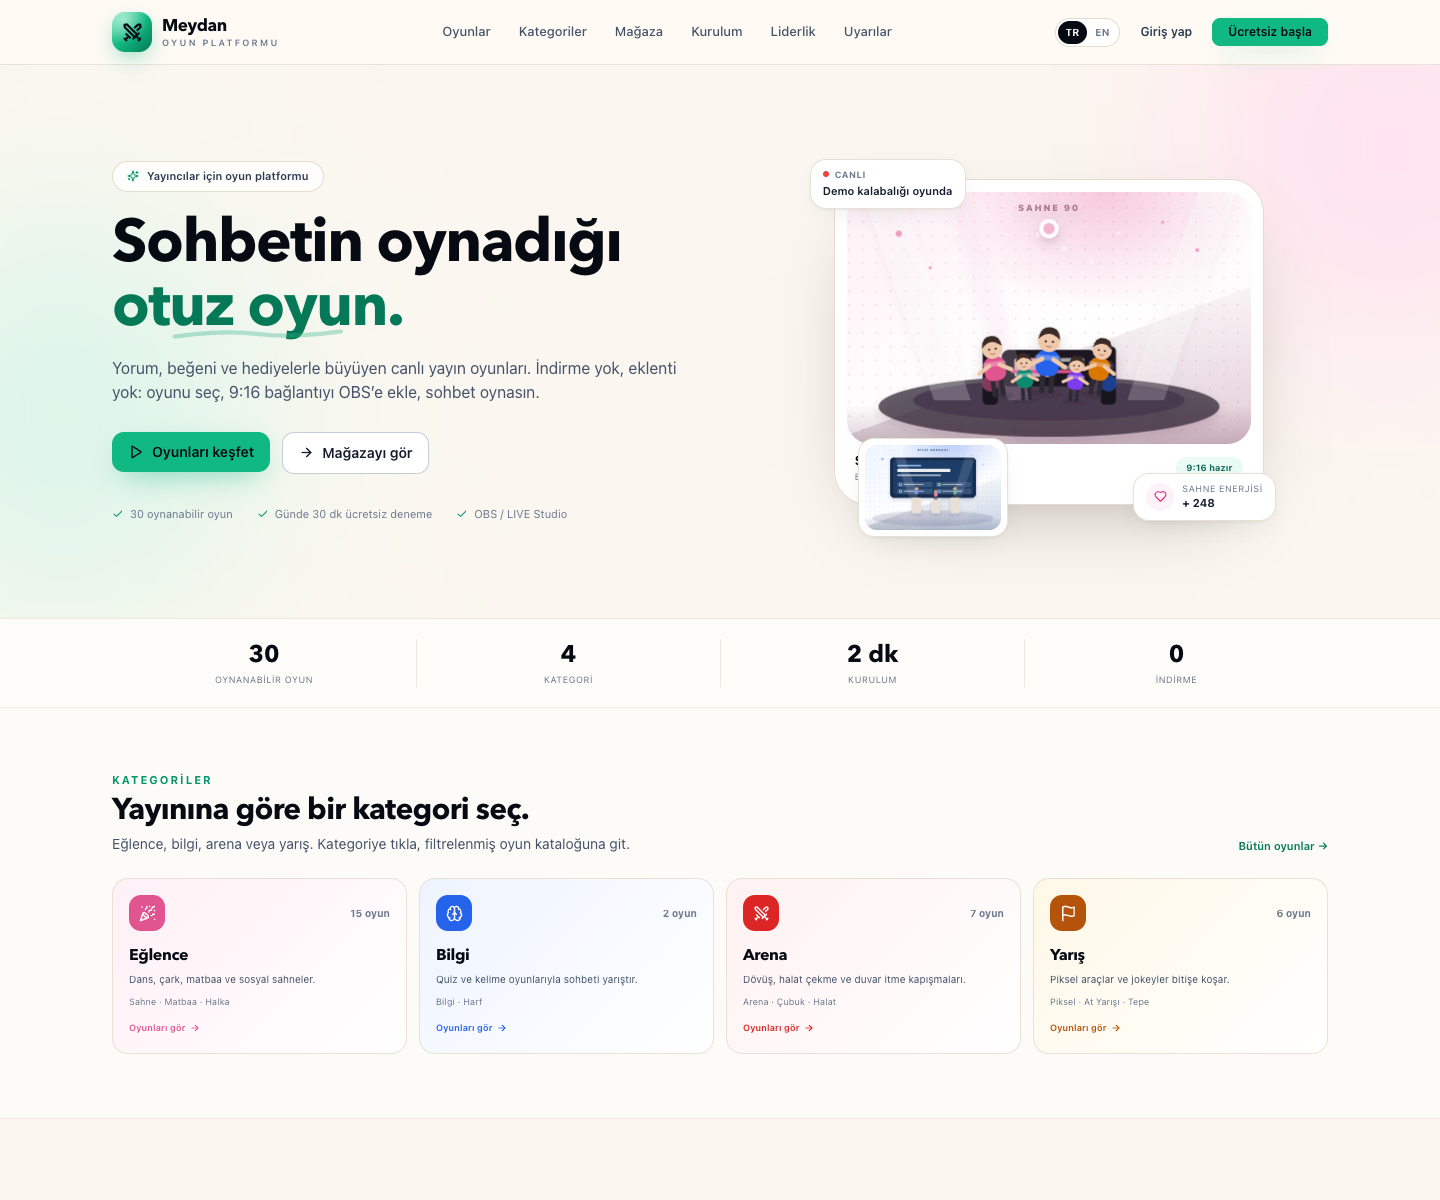 Meydan
OYUN PLATFORMU
Oyunlar
Kategoriler
Mağaza
Kurulum
Liderlik
Uyarılar
TR
EN
Giriş yap
Ücretsiz başla
Yayıncılar için oyun platformu
Sohbetin oynadığı
otuz oyun.
Yorum, beğeni ve hediyelerle büyüyen canlı yayın oyunları. İndirme yok, eklenti
yok: oyunu seç, 9:16 bağlantıyı OBS'e ekle, sohbet oynasın.
Oyunları keşfet
Mağazayı gör
30 oynanabilir oyun
Günde 30 dk ücretsiz deneme
OBS / LIVE Studio
CANLI
Demo kalabalığı oyunda
SAHNE 90
9:16 hazır
SAHNE ENERJİSİ
+ 248
30
OYNANABİLİR OYUN
4
KATEGORİ
2 dk
KURULUM
0
İNDİRME
KATEGORİLER
Yayınına göre bir kategori seç.
Eğlence, bilgi, arena veya yarış. Kategoriye tıkla, filtrelenmiş oyun kataloğuna git.
Bütün oyunlar →
15 oyun
Eğlence
Dans, çark, matbaa ve sosyal sahneler.
Sahne · Matbaa · Halka
Oyunları gör →
2 oyun
Bilgi
Quiz ve kelime oyunlarıyla sohbeti yarıştır.
Bilgi · Harf
Oyunları gör →
7 oyun
Arena
Dövüş, halat çekme ve duvar itme kapışmaları.
Arena · Çubuk · Halat
Oyunları gör →
6 oyun
Yarış
Piksel araçlar ve jokeyler bitişe koşar.
Piksel · At Yarışı · Tepe
Oyunları gör →